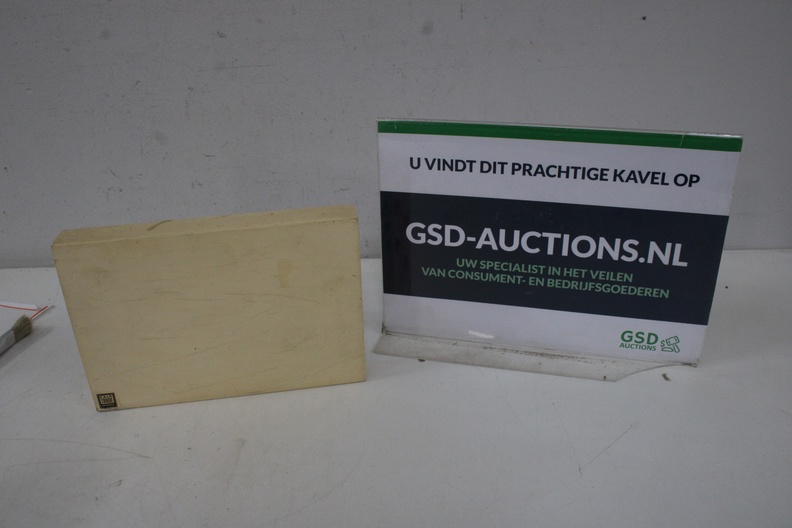 U VINDT DIT PRACHTIGE KAVEL OP
GSD-AUCTIONS.NL
UW SPECIALIST IN HET VEILEN
VAN CONSUMENT- EN BEDRIJFSGOEDEREN
GSD
AUCTIONS